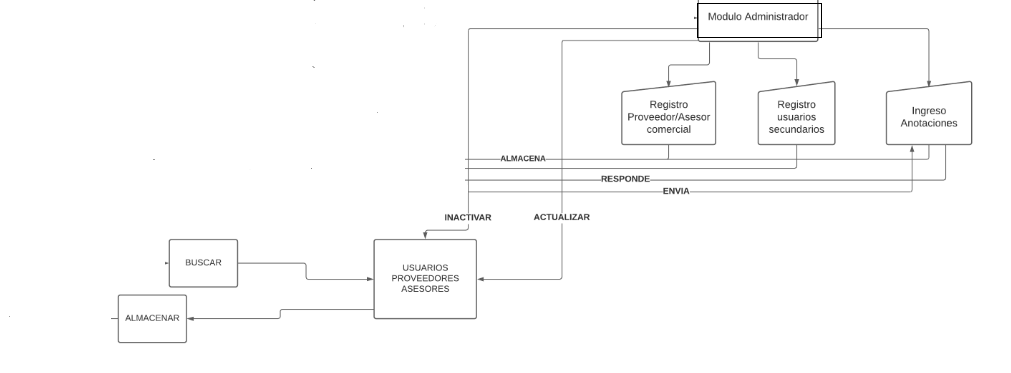 Modulo Administrador
Registro
Proveedor/Asesor
comercial
Registro
usuarios
secundarios
Ingreso
Anotaciones
ALMACENA
RESPONDE
ENVIA
INACTIVAR
ACTUALIZAR
BUSCAR
USUARIOS
PROVEEDORES
ASESORES
ALMACENAR